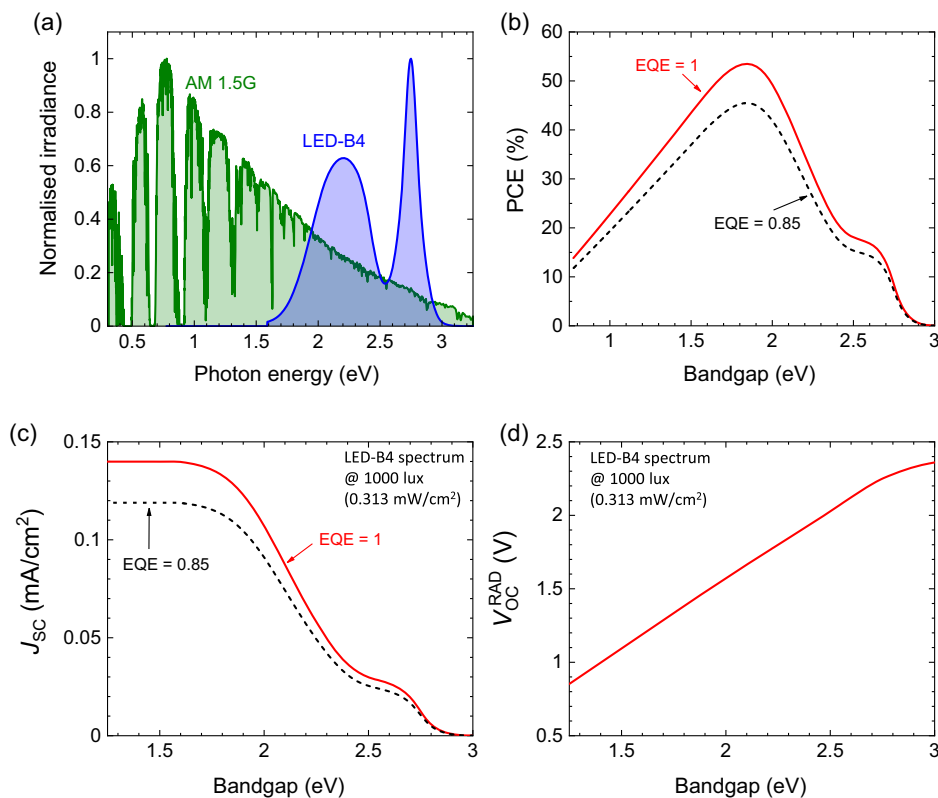 (a)
AM 1.5G
LED-B4
Normalised irradiance
1
0.8
0.6
0.4
0.2
0
0.5
1
1.5
2
2.5
3
Photon energy (eV)
(b)
EQE = 1
EQE = 0.85
PCE (%)
60
50
40
30
20
10
0
1
1.5
2
2.5
3
Bandgap (eV)
(c)
LED-B4 spectrum
@ 1000 lux
(0.313 mW/cm²)
EQE = 1
EQE = 0.85
J_SC (mA/cm²)
0.15
0.1
0.05
0
1.5
2
2.5
3
Bandgap (eV)
(d)
LED-B4 spectrum
@ 1000 lux
(0.313 mW/cm²)
V_OC^RAD (V)
2.5
2
1.5
1
0.5
1.5
2
2.5
3
Bandgap (eV)